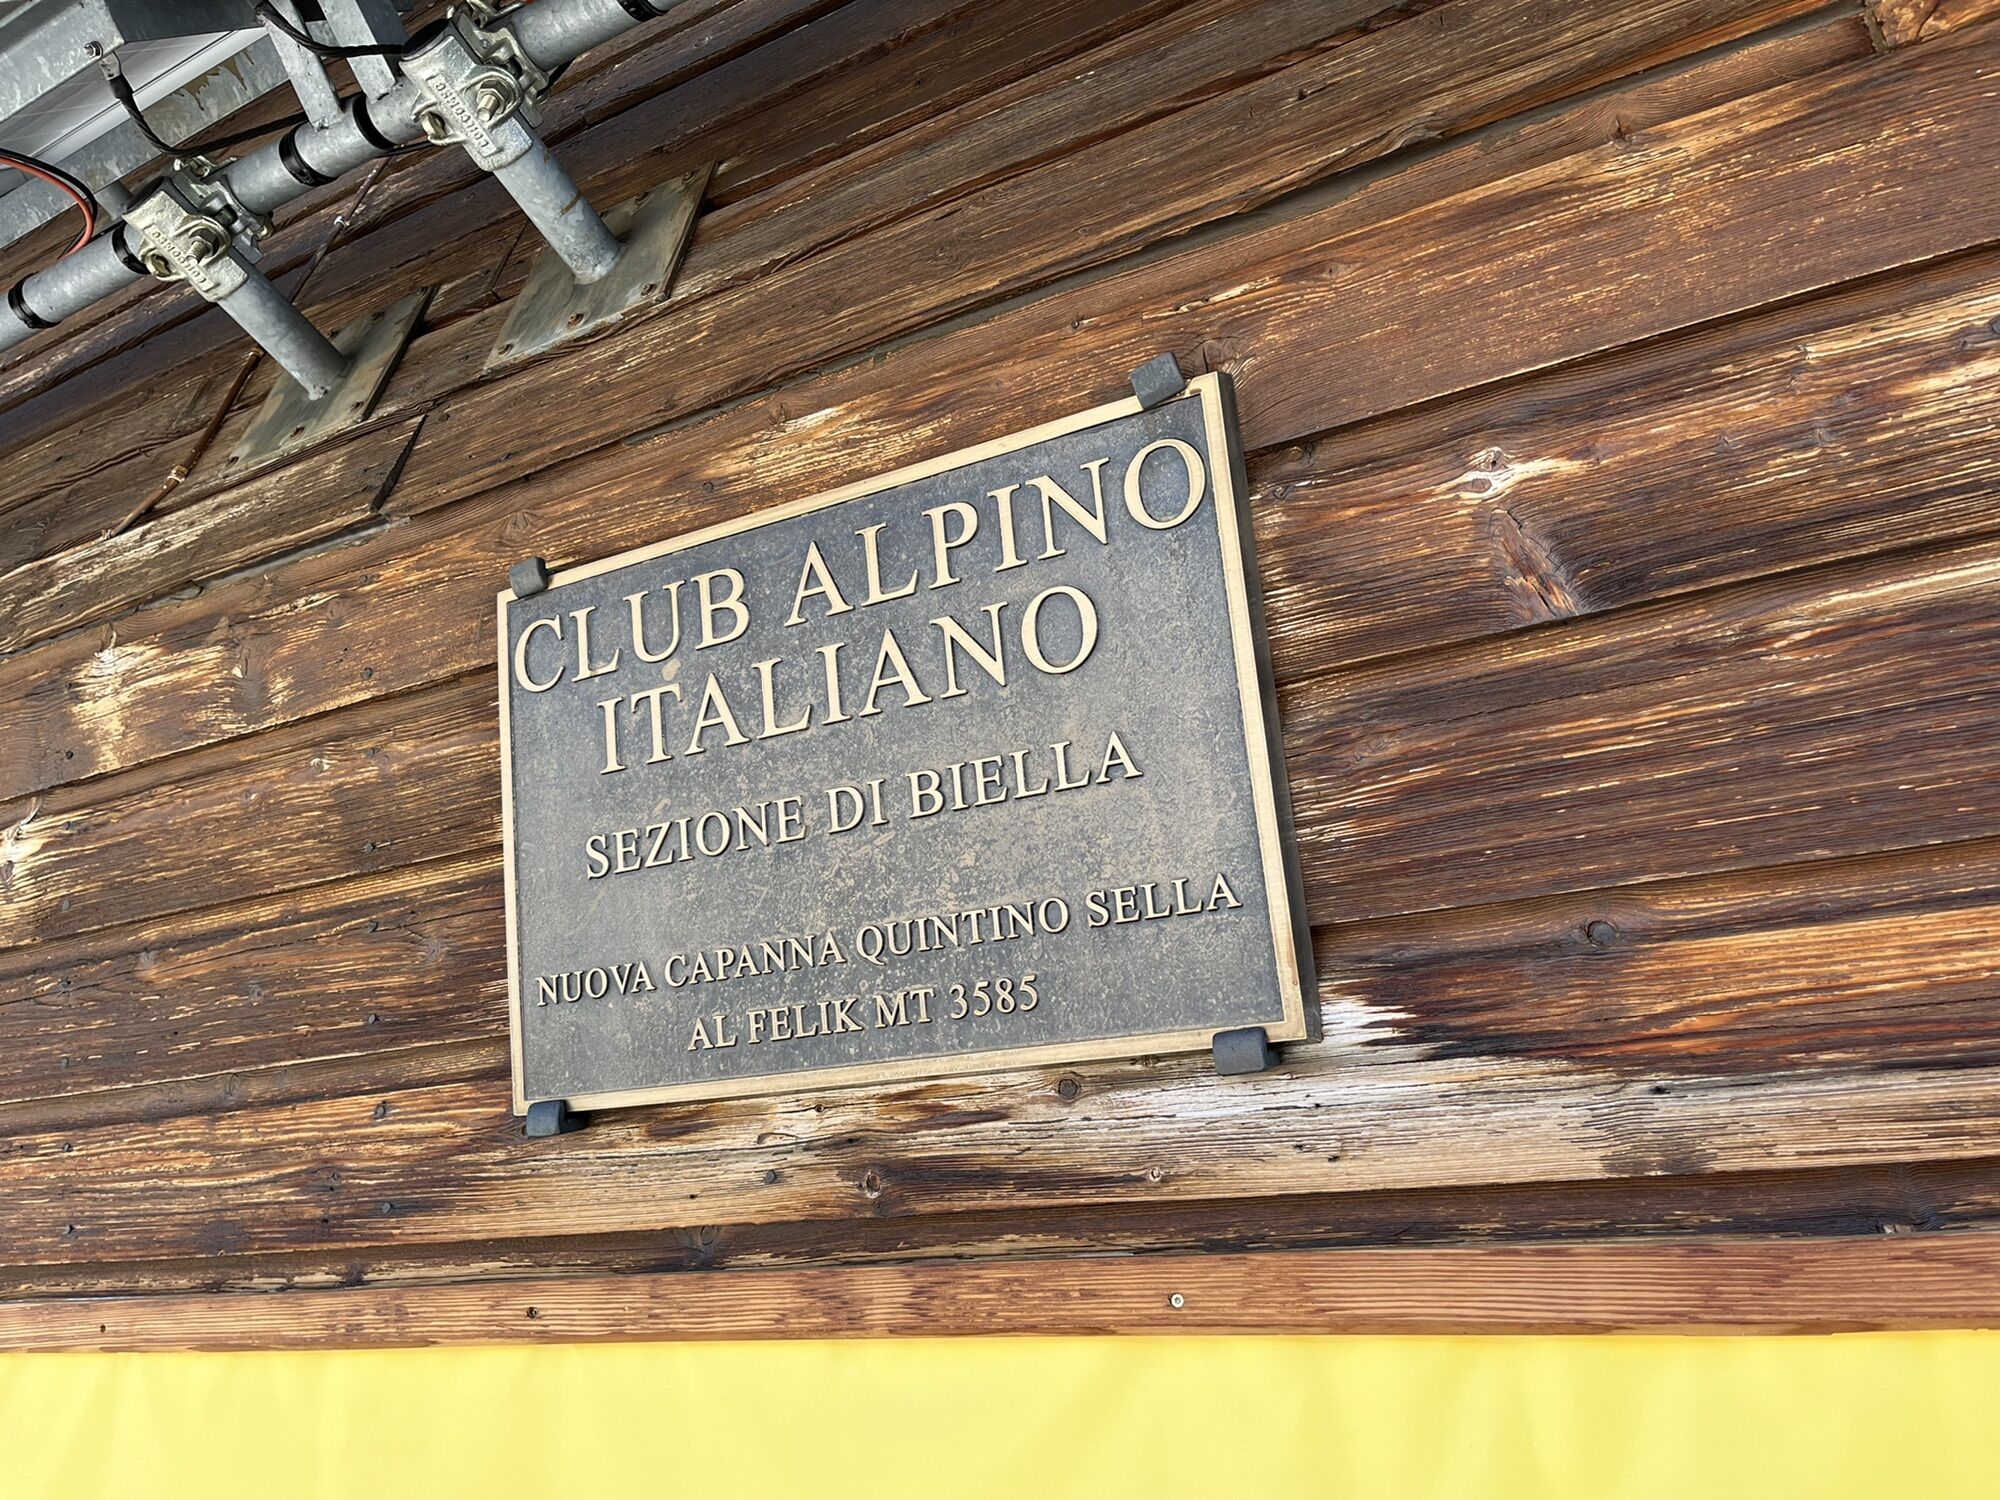 CLUB ALPINO
ITALIANO
SEZIONE DI BIELLA
NUOVA CAPANNA QUINTINO SELLA
AL FELIK MT 3585